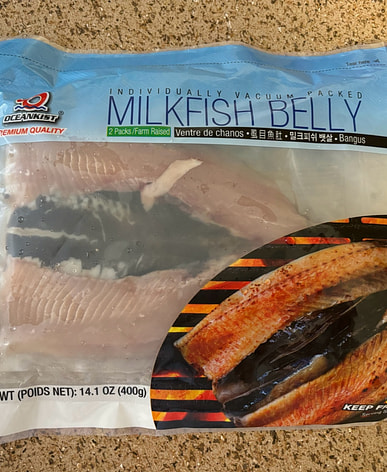 INDIVIDUALLY VACUUM PACKED
OCEANKIST
PREMIUM QUALITY
MILKFISH BELLY
2 Packs/Farm Raised
Ventre de chanos • 虱目魚肚 • 밀크피쉬 뱃살 • Bangus
WT (POIDS NET): 14.1 OZ (400g)
KEEP